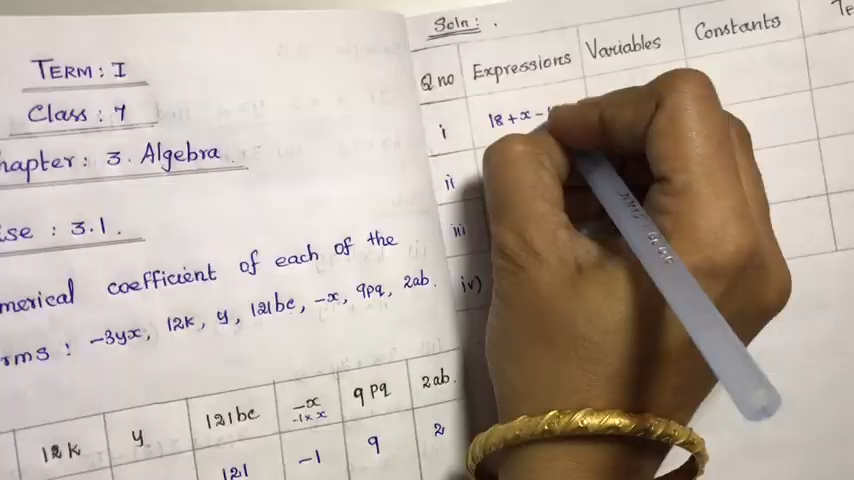 TERM : I
Class : 7
hapter : 3. Algebra
ise : 3.1.
merical coefficient of each of the
rms : -3yx, 12k, y, 121bc, -x, 9pq, 2ab.
12k y 121bc -x 9pq 2ab.
-1 x x
121 -1 9 2
Soln : .
Q no Expressions Variables Constants Te
i 18+x-
ii
iii
iv)